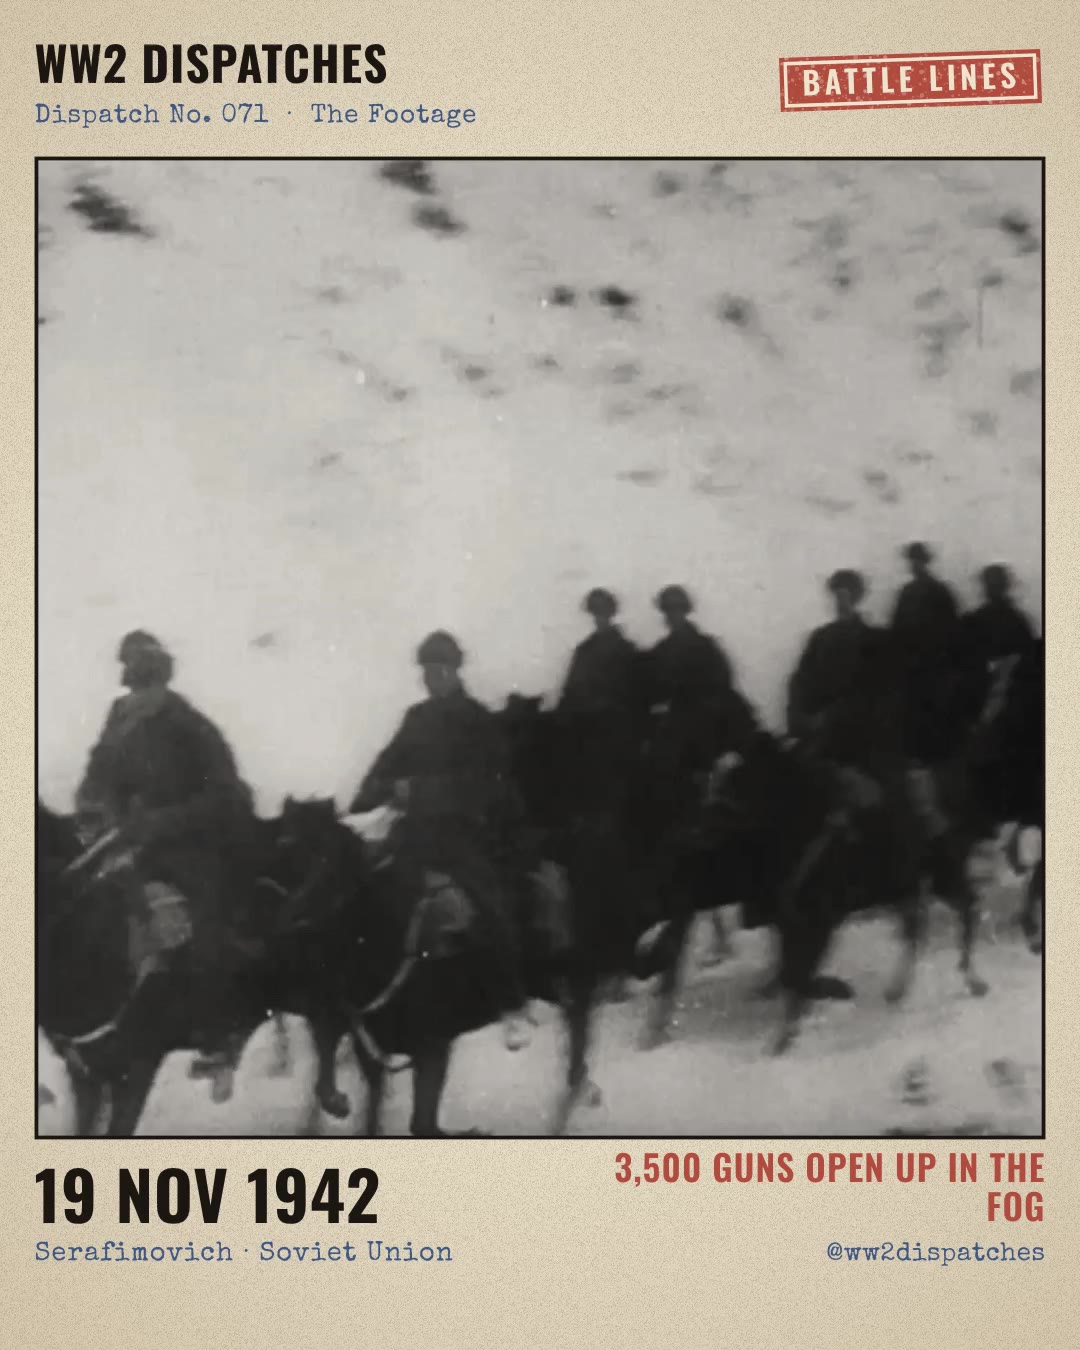 WW2 DISPATCHES
BATTLE LINES
Dispatch No. 071 · The Footage
19 NOV 1942
3,500 GUNS OPEN UP IN THE
FOG
Serafimovich · Soviet Union
@ww2dispatches